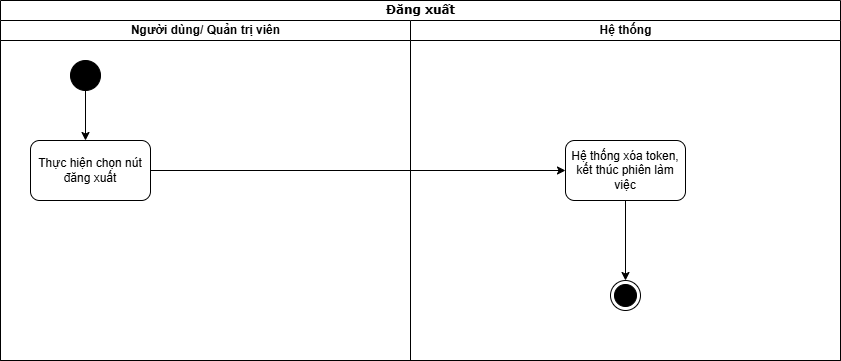 Đăng xuất
Người dùng/ Quản trị viên
Hệ thống
Thực hiện chọn nút
đăng xuất
Hệ thống xóa token,
kết thúc phiên làm
việc